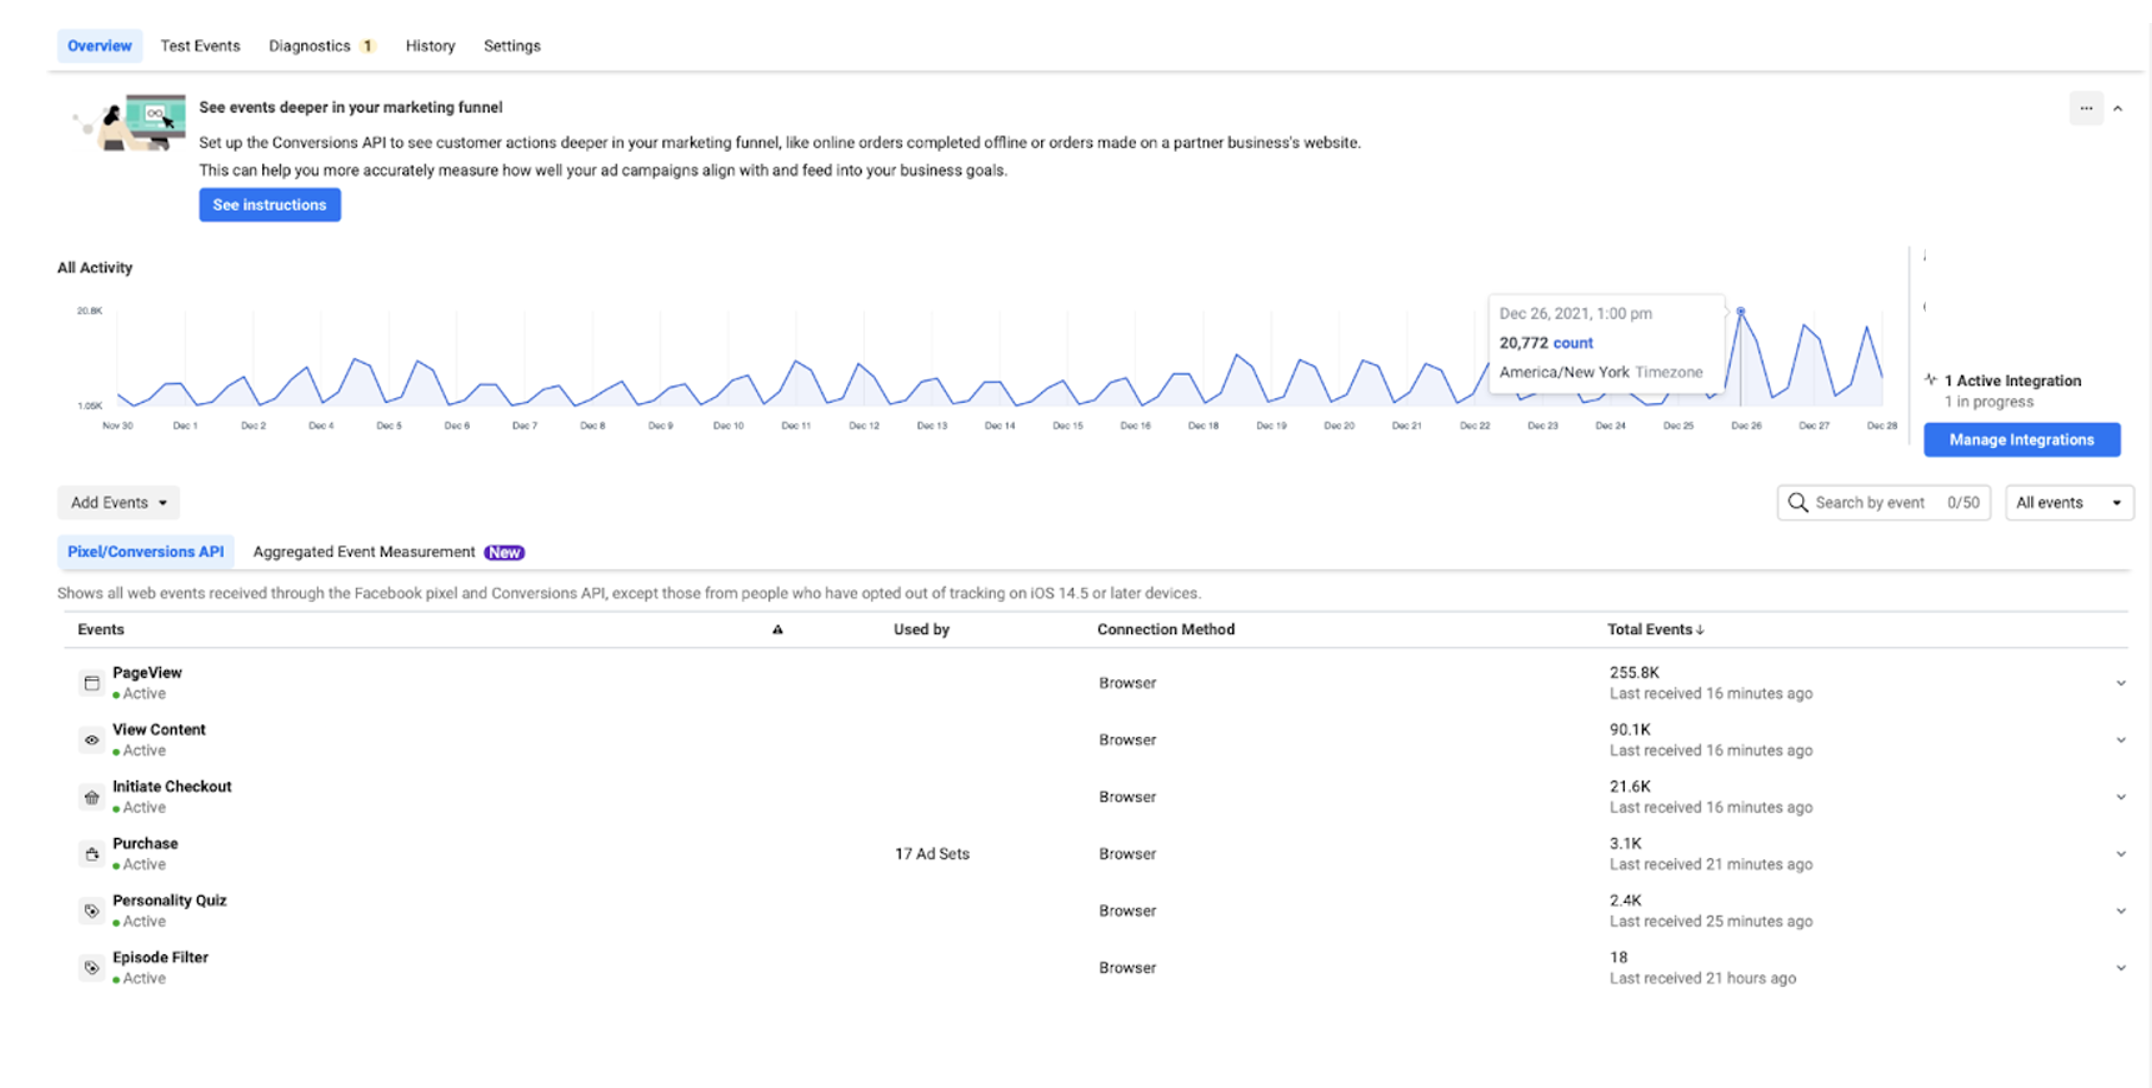 Overview Test Events Diagnostics 1 History Settings
See events deeper in your marketing funnel
Set up the Conversions API to see customer actions deeper in your marketing funnel, like online orders completed offline or orders made on a partner business's website.
This can help you more accurately measure how well your ad campaigns align with and feed into your business goals.
See instructions
All Activity
20.8K
Dec 26, 2021, 1:00 pm
20,772 count
America/New York Timezone
1.05K
Nov 30 Dec 1 Dec 2 Dec 4 Dec 5 Dec 6 Dec 7 Dec 8 Dec 9 Dec 10 Dec 11 Dec 12 Dec 13 Dec 14 Dec 15 Dec 16 Dec 18 Dec 19 Dec 20 Dec 21 Dec 22 Dec 23 Dec 24 Dec 25 Dec 26 Dec 27 Dec 28
1 Active Integration
1 in progress
Manage Integrations
Add Events
Search by event 0/50
All events
Pixel/Conversions API Aggregated Event Measurement New
Shows all web events received through the Facebook pixel and Conversions API, except those from people who have opted out of tracking on iOS 14.5 or later devices.
Events Used by Connection Method Total Events↓
PageView
Active
Browser
255.8K
Last received 16 minutes ago
View Content
Active
Browser
90.1K
Last received 16 minutes ago
Initiate Checkout
Active
Browser
21.6K
Last received 16 minutes ago
Purchase
Active
17 Ad Sets
Browser
3.1K
Last received 21 minutes ago
Personality Quiz
Active
Browser
2.4K
Last received 25 minutes ago
Episode Filter
Active
Browser
18
Last received 21 hours ago